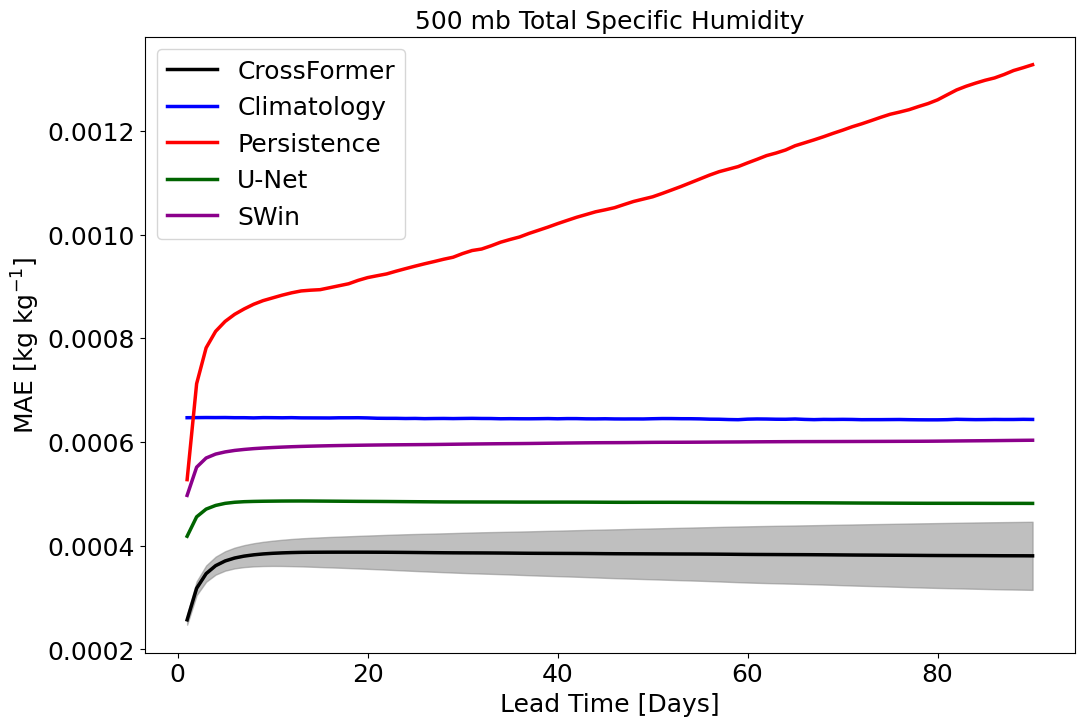 500 mb Total Specific Humidity
CrossFormer
Climatology
Persistence
U-Net
SWin
MAE [kg kg⁻¹]
0.0012
0.0010
0.0008
0.0006
0.0004
0.0002
0 20 40 60 80
Lead Time [Days]